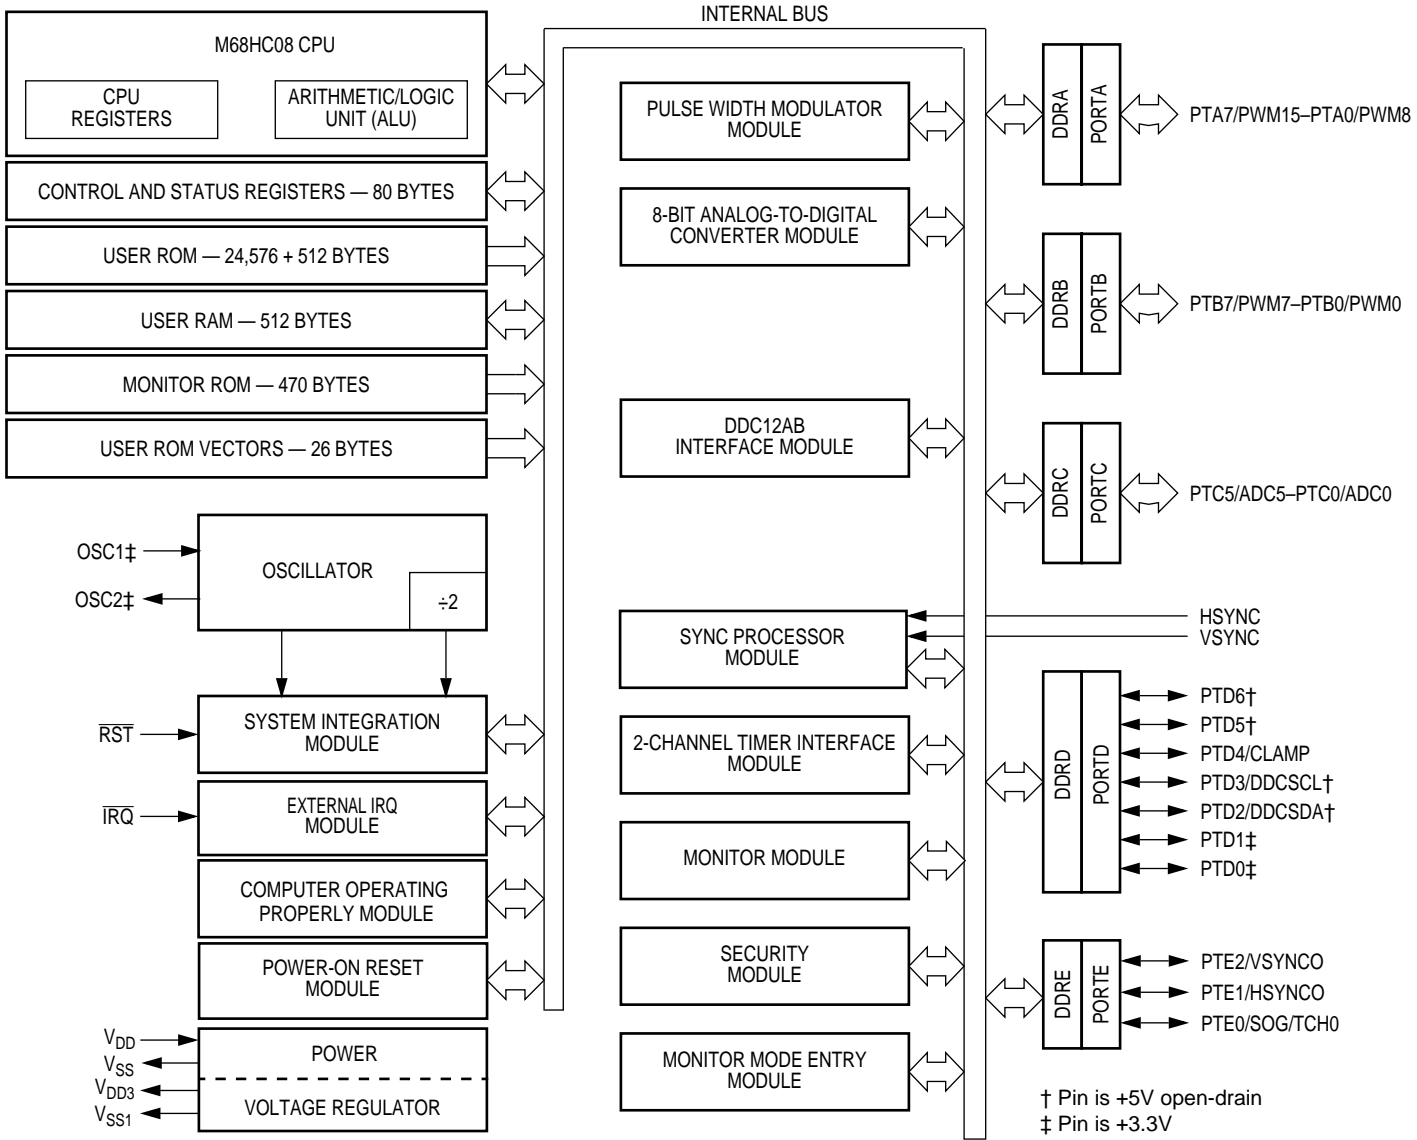 INTERNAL BUS
M68HC08 CPU
CPU
REGISTERS
ARITHMETIC/LOGIC
UNIT (ALU)
CONTROL AND STATUS REGISTERS — 80 BYTES
USER ROM — 24,576 + 512 BYTES
USER RAM — 512 BYTES
MONITOR ROM — 470 BYTES
USER ROM VECTORS — 26 BYTES
OSC1‡
OSC2‡
OSCILLATOR
÷2
RST
SYSTEM INTEGRATION
MODULE
IRQ
EXTERNAL IRQ
MODULE
COMPUTER OPERATING
PROPERLY MODULE
POWER-ON RESET
MODULE
VDD
VSS
VDD3
VSS1
POWER
VOLTAGE REGULATOR
PULSE WIDTH MODULATOR
MODULE
8-BIT ANALOG-TO-DIGITAL
CONVERTER MODULE
DDC12AB
INTERFACE MODULE
SYNC PROCESSOR
MODULE
2-CHANNEL TIMER INTERFACE
MODULE
MONITOR MODULE
SECURITY
MODULE
MONITOR MODE ENTRY
MODULE
DDRA
PORTA
PTA7/PWM15–PTA0/PWM8
DDRB
PORTB
PTB7/PWM7–PTB0/PWM0
DDRC
PORTC
PTC5/ADC5–PTC0/ADC0
HSYNC
VSYNC
DDRD
PORTD
PTD6†
PTD5†
PTD4/CLAMP
PTD3/DDCSCL†
PTD2/DDCSDA†
PTD1‡
PTD0‡
DDRE
PORTE
PTE2/VSYNCO
PTE1/HSYNCO
PTE0/SOG/TCH0
† Pin is +5V open-drain
‡ Pin is +3.3V